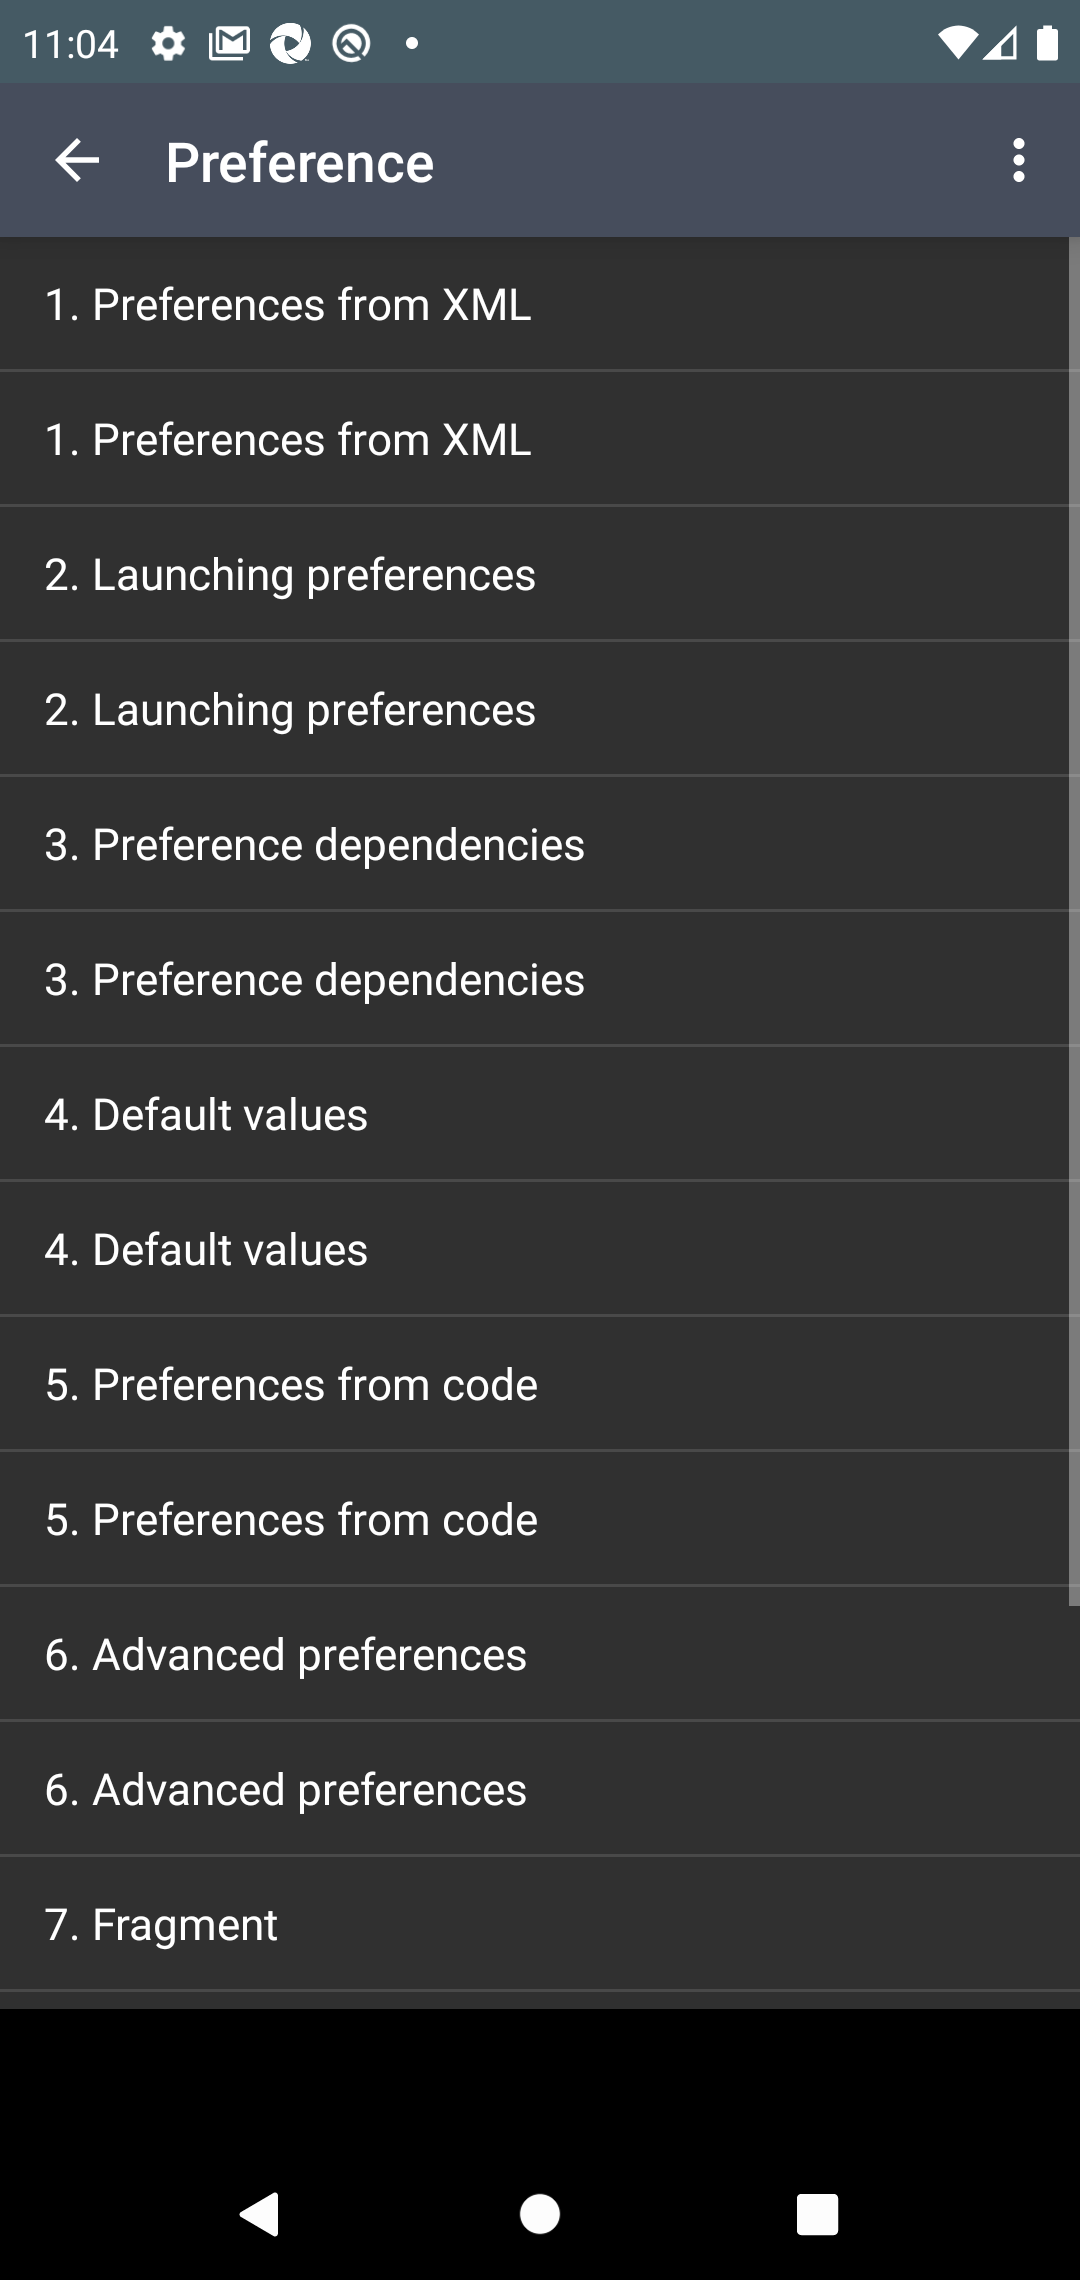 11:04
Preference
1. Preferences from XML
1. Preferences from XML
2. Launching preferences
2. Launching preferences
3. Preference dependencies
3. Preference dependencies
4. Default values
4. Default values
5. Preferences from code
5. Preferences from code
6. Advanced preferences
6. Advanced preferences
7. Fragment